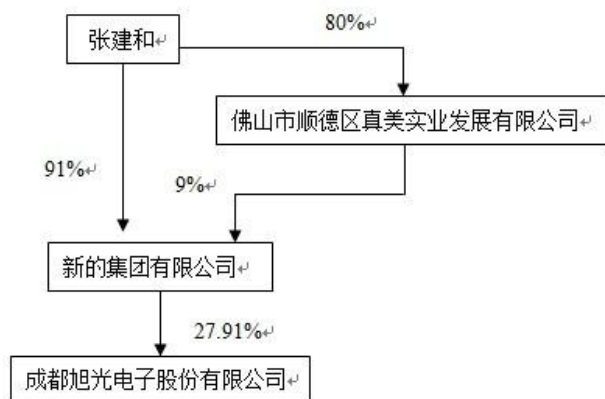 张建和↵
80%↵
佛山市顺德区真美实业发展有限公司↵
91%↵
9%↵
新的集团有限公司↵
27.91%↵
成都旭光电子股份有限公司↵